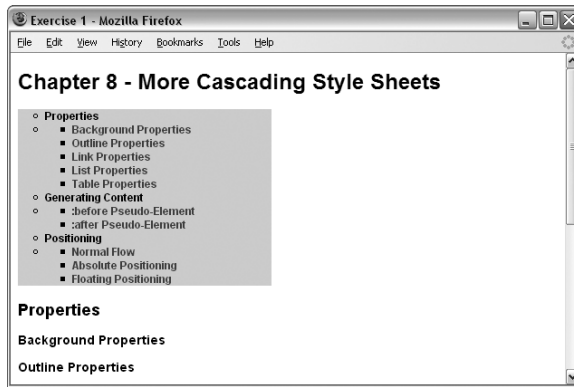 Exercise 1 - Mozilla Firefox
File Edit View History Bookmarks Tools Help
Chapter 8 - More Cascading Style Sheets
Properties
Background Properties
Outline Properties
Link Properties
List Properties
Table Properties
Generating Content
:before Pseudo-Element
:after Pseudo-Element
Positioning
Normal Flow
Absolute Positioning
Floating Positioning
Properties
Background Properties
Outline Properties